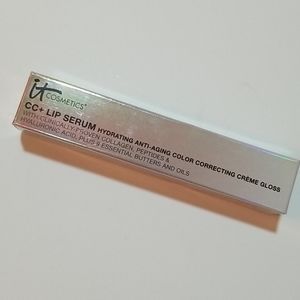 it
COSMETICS®
CC+ LIP SERUM HYDRATING ANTI-AGING COLOR CORRECTING CRÈME GLOSS
WITH CLINICALLY-PROVEN COLLAGEN, PEPTIDES &
HYALURONIC ACID, PLUS 9 ESSENTIAL BUTTERS AND OILS